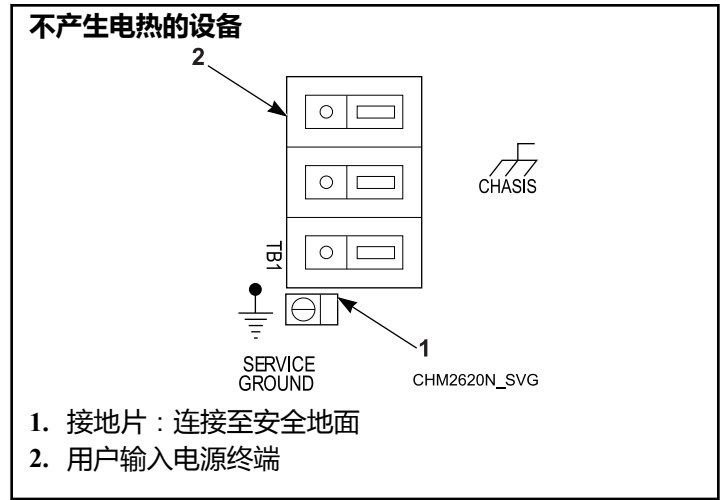 不产生电热的设备
2
CHASIS
TB1
SERVICE
GROUND
1
CHM2620N_SVG
1. 接地片：连接至安全地面
2. 用户输入电源终端